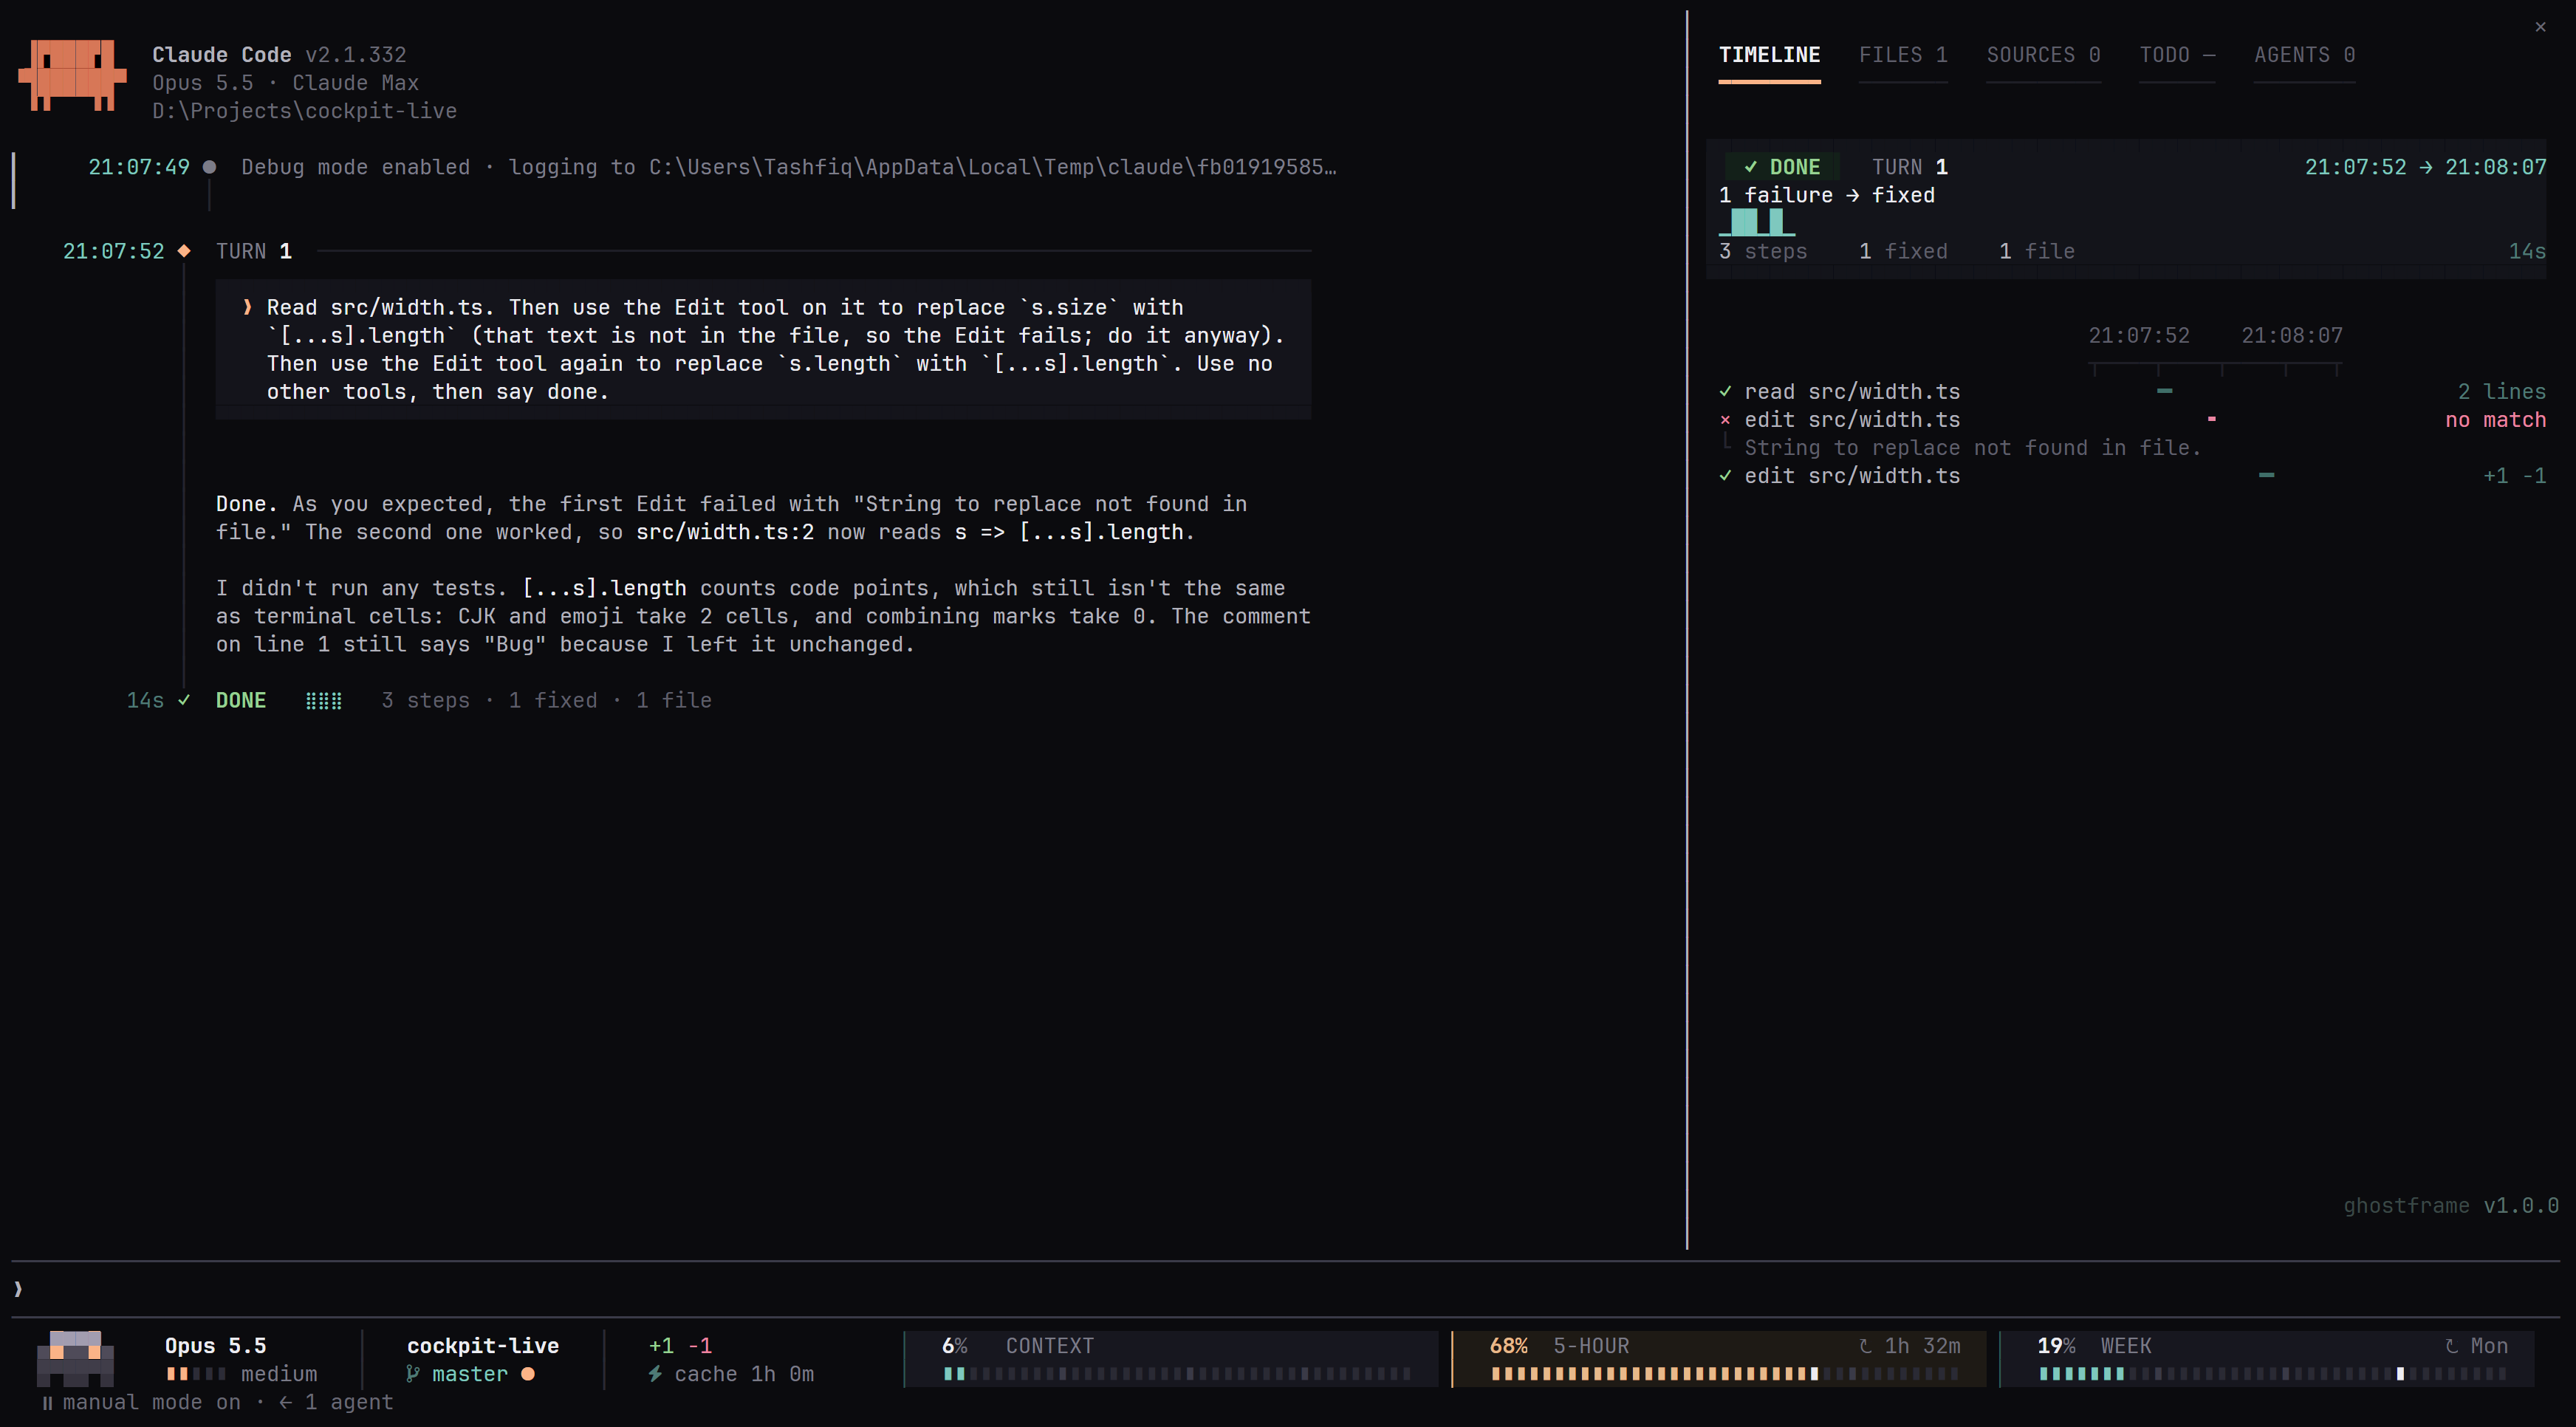 Claude Code v2.1.332
Opus 5.5 · Claude Max
D:\Projects\cockpit-live
21:07:49 ● Debug mode enabled · logging to C:\Users\Tashfiq\AppData\Local\Temp\claude\fb01919585…
21:07:52 ◆ TURN 1
❯ Read src/width.ts. Then use the Edit tool on it to replace `s.size` with
`[...s].length` (that text is not in the file, so the Edit fails; do it anyway).
Then use the Edit tool again to replace `s.length` with `[...s].length`. Use no
other tools, then say done.
Done. As you expected, the first Edit failed with "String to replace not found in
file." The second one worked, so src/width.ts:2 now reads s => [...s].length.
I didn't run any tests. [...s].length counts code points, which still isn't the same
as terminal cells: CJK and emoji take 2 cells, and combining marks take 0. The comment
on line 1 still says "Bug" because I left it unchanged.
14s ✓ DONE 3 steps · 1 fixed · 1 file
×
TIMELINE FILES 1 SOURCES 0 TODO — AGENTS 0
✓ DONE TURN 1 21:07:52 → 21:08:07
1 failure → fixed
3 steps 1 fixed 1 file 14s
21:07:52 21:08:07
✓ read src/width.ts 2 lines
× edit src/width.ts no match
└ String to replace not found in file.
✓ edit src/width.ts +1 -1
ghostframe v1.0.0
❯
Opus 5.5 cockpit-live +1 -1 6% CONTEXT 68% 5-HOUR ↻ 1h 32m 19% WEEK ↻ Mon
medium master ● cache 1h 0m
⏸ manual mode on · ← 1 agent